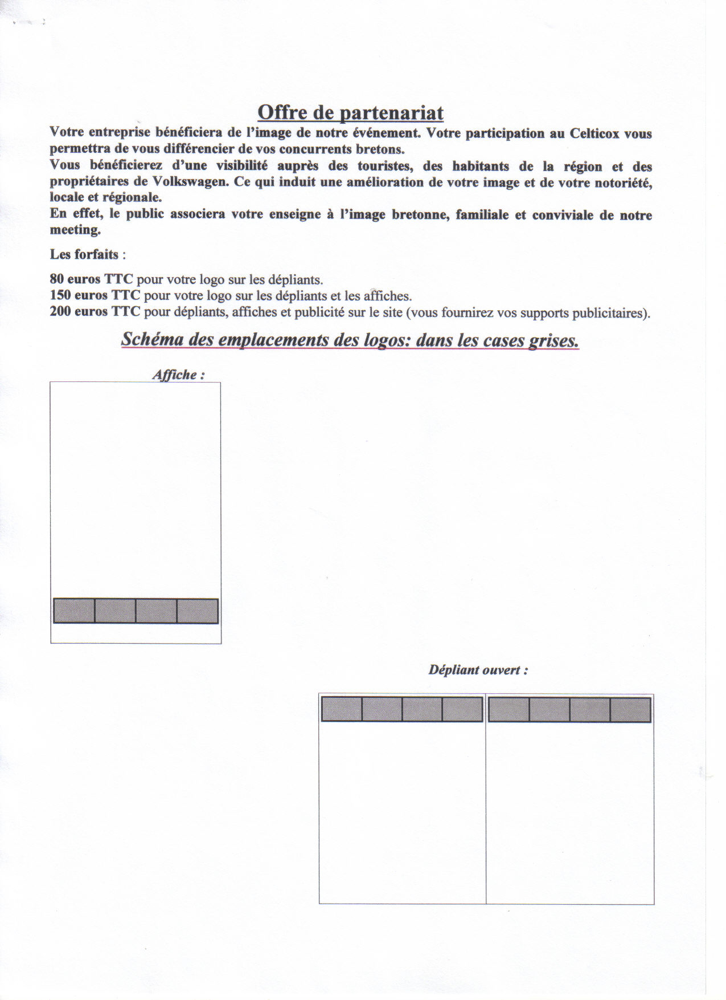 Offre de partenariat
Votre entreprise bénéficiera de l'image de notre événement. Votre participation au Celticox vous
permettra de vous différencier de vos concurrents bretons.
Vous bénéficierez d'une visibilité auprès des touristes, des habitants de la région et des
propriétaires de Volkswagen. Ce qui induit une amélioration de votre image et de votre notoriété,
locale et régionale.
En effet, le public associera votre enseigne à l'image bretonne, familiale et conviviale de notre
meeting.
Les forfaits :
80 euros TTC pour votre logo sur les dépliants.
150 euros TTC pour votre logo sur les dépliants et les affiches.
200 euros TTC pour dépliants, affiches et publicité sur le site (vous fournirez vos supports publicitaires).
Schéma des emplacements des logos: dans les cases grises.
Affiche :
Dépliant ouvert :